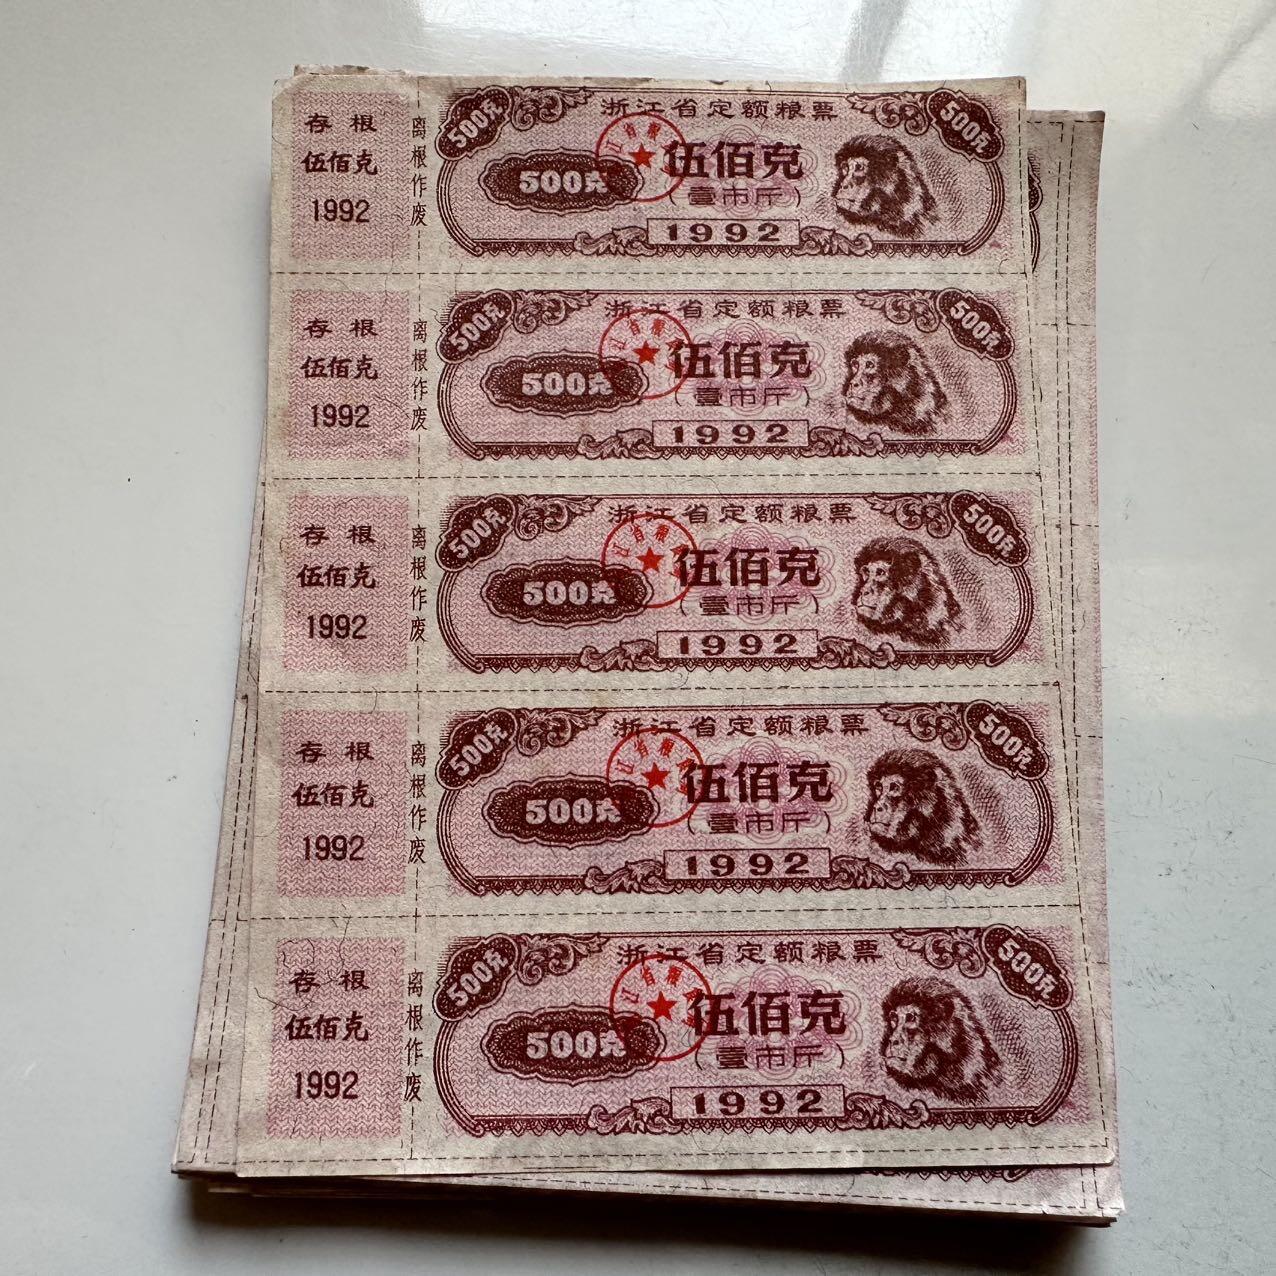 存根
伍佰克
1992
离根作废
500克
浙江省定额粮票
500克
500克
伍佰克
(壹市斤)
1992
存根
伍佰克
1992
离根作废
500克
浙江省定额粮票
500克
500克
伍佰克
(壹市斤)
1992
存根
伍佰克
1992
离根作废
500克
浙江省定额粮票
500克
500克
伍佰克
(壹市斤)
1992
存根
伍佰克
1992
离根作废
500克
浙江省定额粮票
500克
500克
伍佰克
(壹市斤)
1992
存根
伍佰克
1992
离根作废
500克
浙江省定额粮票
500克
500克
伍佰克
(壹市斤)
1992